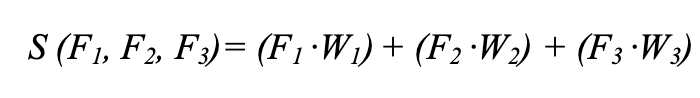 S (F₁, F₂, F₃)= (F₁ ·W₁) + (F₂ ·W₂) + (F₃ ·W₃)